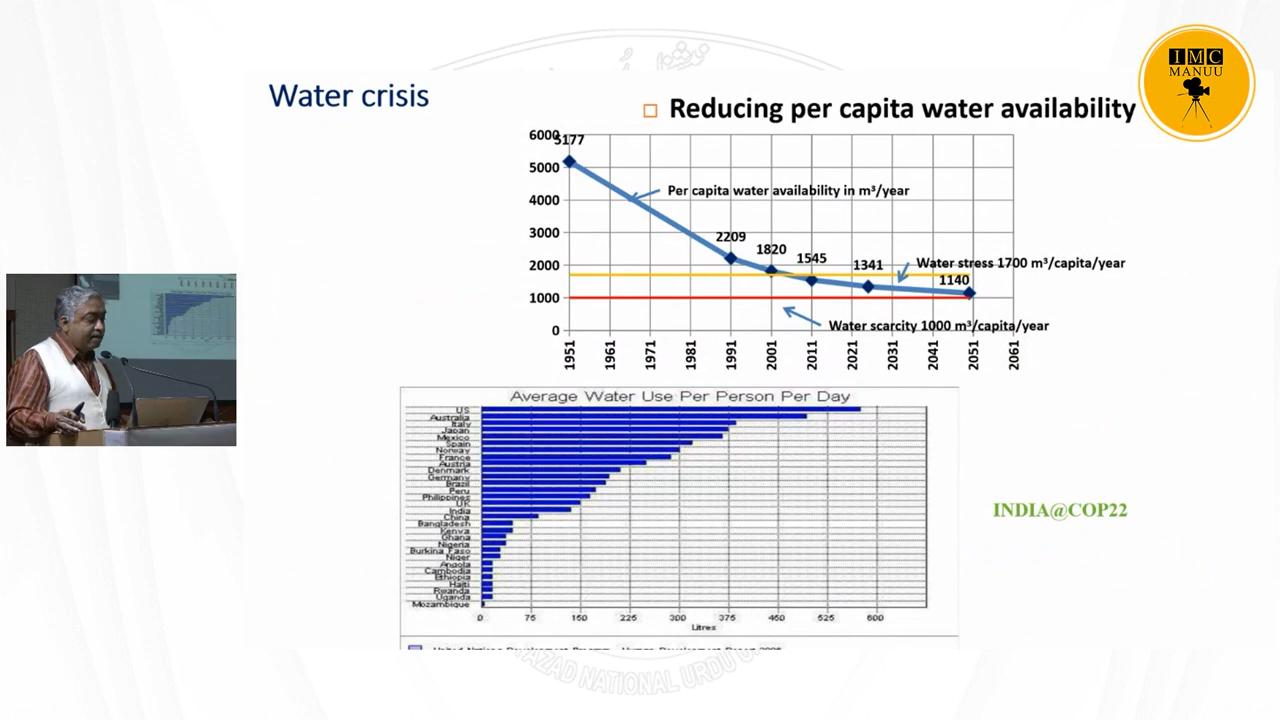 Water crisis
IMC
MANUU
Reducing per capita water availability
6000
5177
5000
4000
3000
2000
1000
0
Per capita water availability in m³/year
2209
1820
1545
1341
1140
Water stress 1700 m³/capita/year
Water scarcity 1000 m³/capita/year
1951 1961 1971 1981 1991 2001 2011 2021 2031 2041 2051 2061
Average Water Use Per Person Per Day
US
Australia
Italy
Japan
Mexico
Spain
Norway
France
Austria
Denmark
Germany
Brazil
Peru
Philippines
UK
India
China
Bangladesh
Kenya
Ghana
Nigeria
Burkina Faso
Niger
Angola
Cambodia
Ethiopia
Haiti
Rwanda
Uganda
Mozambique
0 75 150 225 300 375 450 525 600
Litres
INDIA@COP22
AZAD NATIONAL URDU